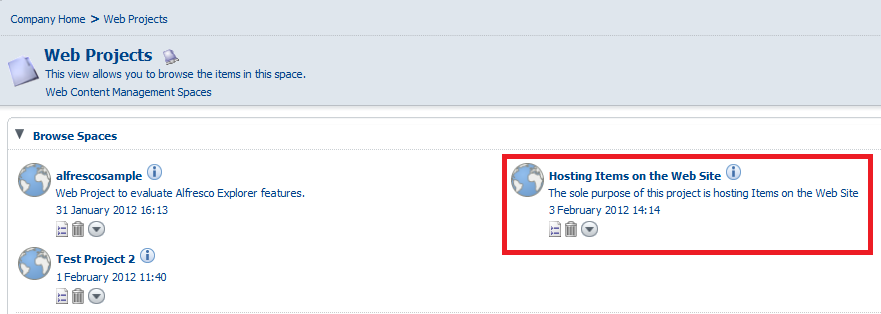 Company Home > Web Projects
Web Projects
This view allows you to browse the items in this space.
Web Content Management Spaces
Browse Spaces
alfrescosample
Web Project to evaluate Alfresco Explorer features.
31 January 2012 16:13
Hosting Items on the Web Site
The sole purpose of this project is hosting Items on the Web Site
3 February 2012 14:14
Test Project 2
1 February 2012 11:40